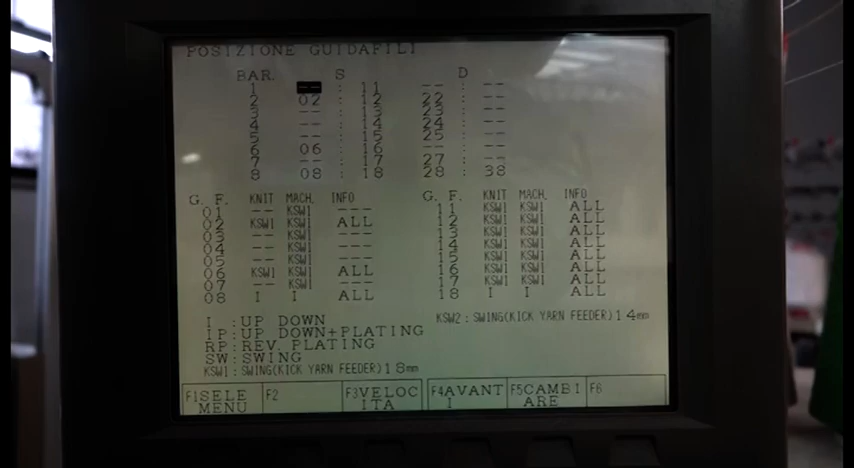 POSIZIONE GUIDAFILI
BAR. S D
1 -- : 11 -- : --
2 02 : 12 22 : --
3 -- : 13 23 : --
4 -- : 14 24 : --
5 -- : 15 25 : --
6 06 : 16 -- : --
7 -- : 17 27 : --
8 08 : 18 28 : 38
G. F. KNIT MACH. INFO G. F. KNIT MACH. INFO
01 -- KSW1 --- 11 KSW1 KSW1 ALL
02 KSW1 KSW1 ALL 12 KSW1 KSW1 ALL
03 -- KSW1 --- 13 KSW1 KSW1 ALL
04 -- KSW1 --- 14 KSW1 KSW1 ALL
05 -- KSW1 --- 15 KSW1 KSW1 ALL
06 KSW1 KSW1 ALL 16 KSW1 KSW1 ALL
07 -- KSW1 --- 17 KSW1 KSW1 ALL
08 I I ALL 18 I I ALL
I :UP DOWN KSW2:SWING(KICK YARN FEEDER)14mm
IP:UP DOWN+PLATING
RP:REV. PLATING
SW:SWING
KSW1:SWING(KICK YARN FEEDER)18mm
F1SELE F2 F3VELOC F4AVANT F5CAMBI F6
MENU ITA I ARE